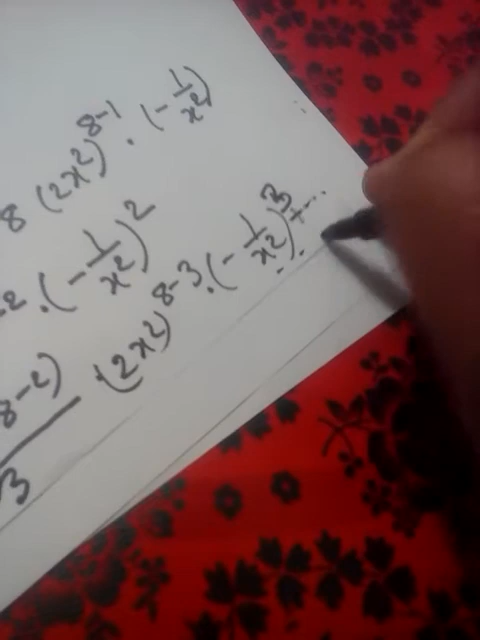 8 (2x²)⁸⁻¹ · (-1/x²)
-2 · (-1/x²)²
8-2)/3 · (2x²)⁸⁻³ · (-1/x²)³ + ...